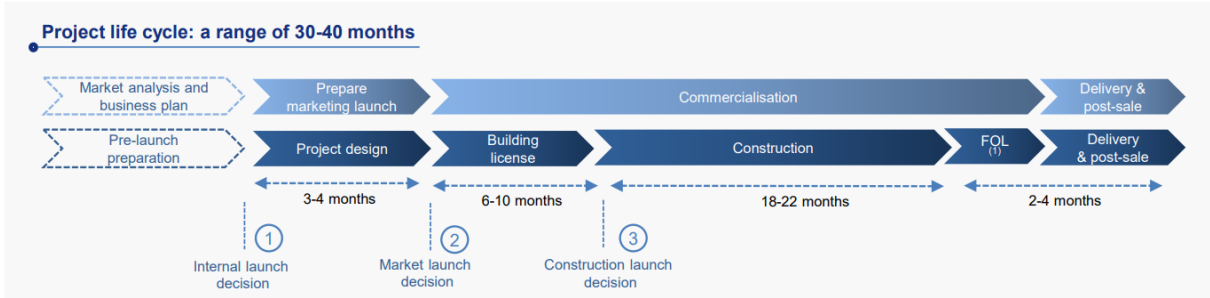 Project life cycle: a range of 30-40 months
Market analysis and
business plan
Prepare
marketing launch
Commercialisation
Delivery &
post-sale
Pre-launch
preparation
Project design
Building
license
Construction
FOL
(1)
Delivery
& post-sale
3-4 months
6-10 months
18-22 months
2-4 months
1
Internal launch
decision
2
Market launch
decision
3
Construction launch
decision